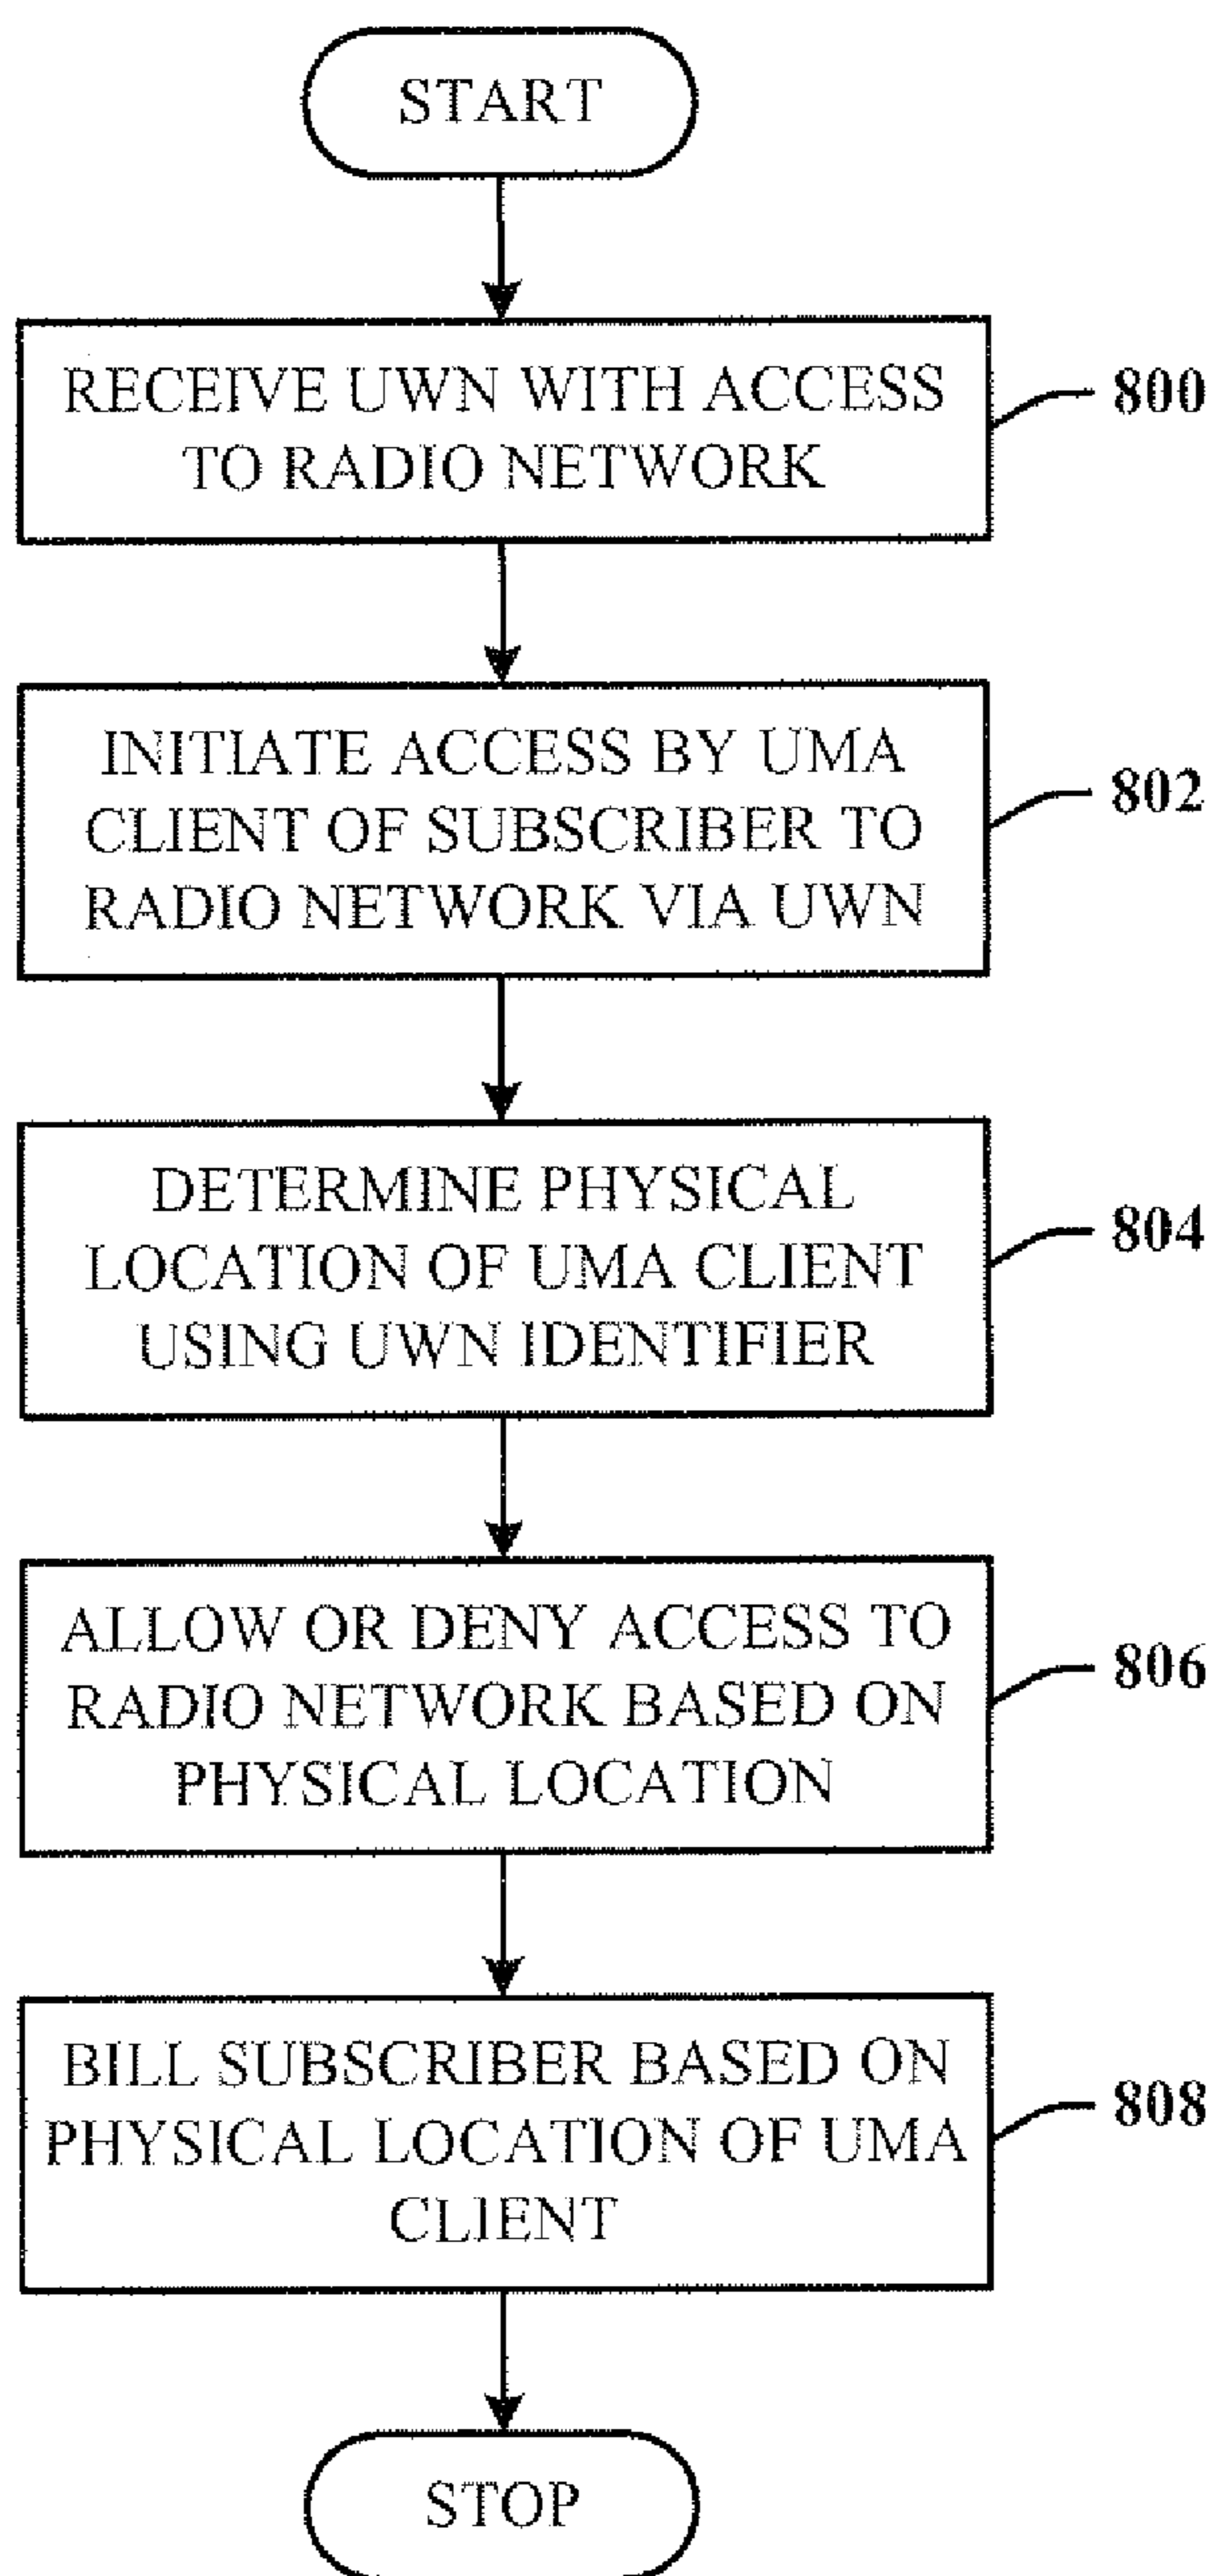 START
RECEIVE UWN WITH ACCESS
TO RADIO NETWORK
800
INITIATE ACCESS BY UMA
CLIENT OF SUBSCRIBER TO
RADIO NETWORK VIA UWN
802
DETERMINE PHYSICAL
LOCATION OF UMA CLIENT
USING UWN IDENTIFIER
804
ALLOW OR DENY ACCESS TO
RADIO NETWORK BASED ON
PHYSICAL LOCATION
806
BILL SUBSCRIBER BASED ON
PHYSICAL LOCATION OF UMA
CLIENT
808
STOP